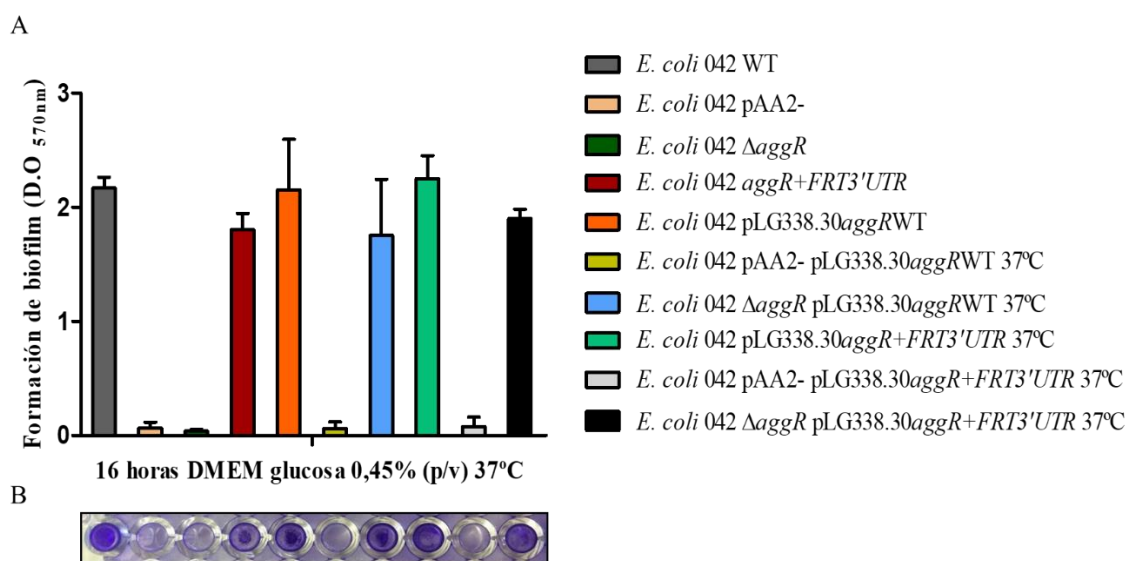 A
Formación de biofilm (D.O 570nm)
3
2
1
0
16 horas DMEM glucosa 0,45% (p/v) 37ºC
E. coli 042 WT
E. coli 042 pAA2-
E. coli 042 ΔaggR
E. coli 042 aggR+FRT3'UTR
E. coli 042 pLG338.30aggRWT
E. coli 042 pAA2- pLG338.30aggRWT 37ºC
E. coli 042 ΔaggR pLG338.30aggRWT 37ºC
E. coli 042 pLG338.30aggR+FRT3'UTR 37ºC
E. coli 042 pAA2- pLG338.30aggR+FRT3'UTR 37ºC
E. coli 042 ΔaggR pLG338.30aggR+FRT3'UTR 37ºC
B